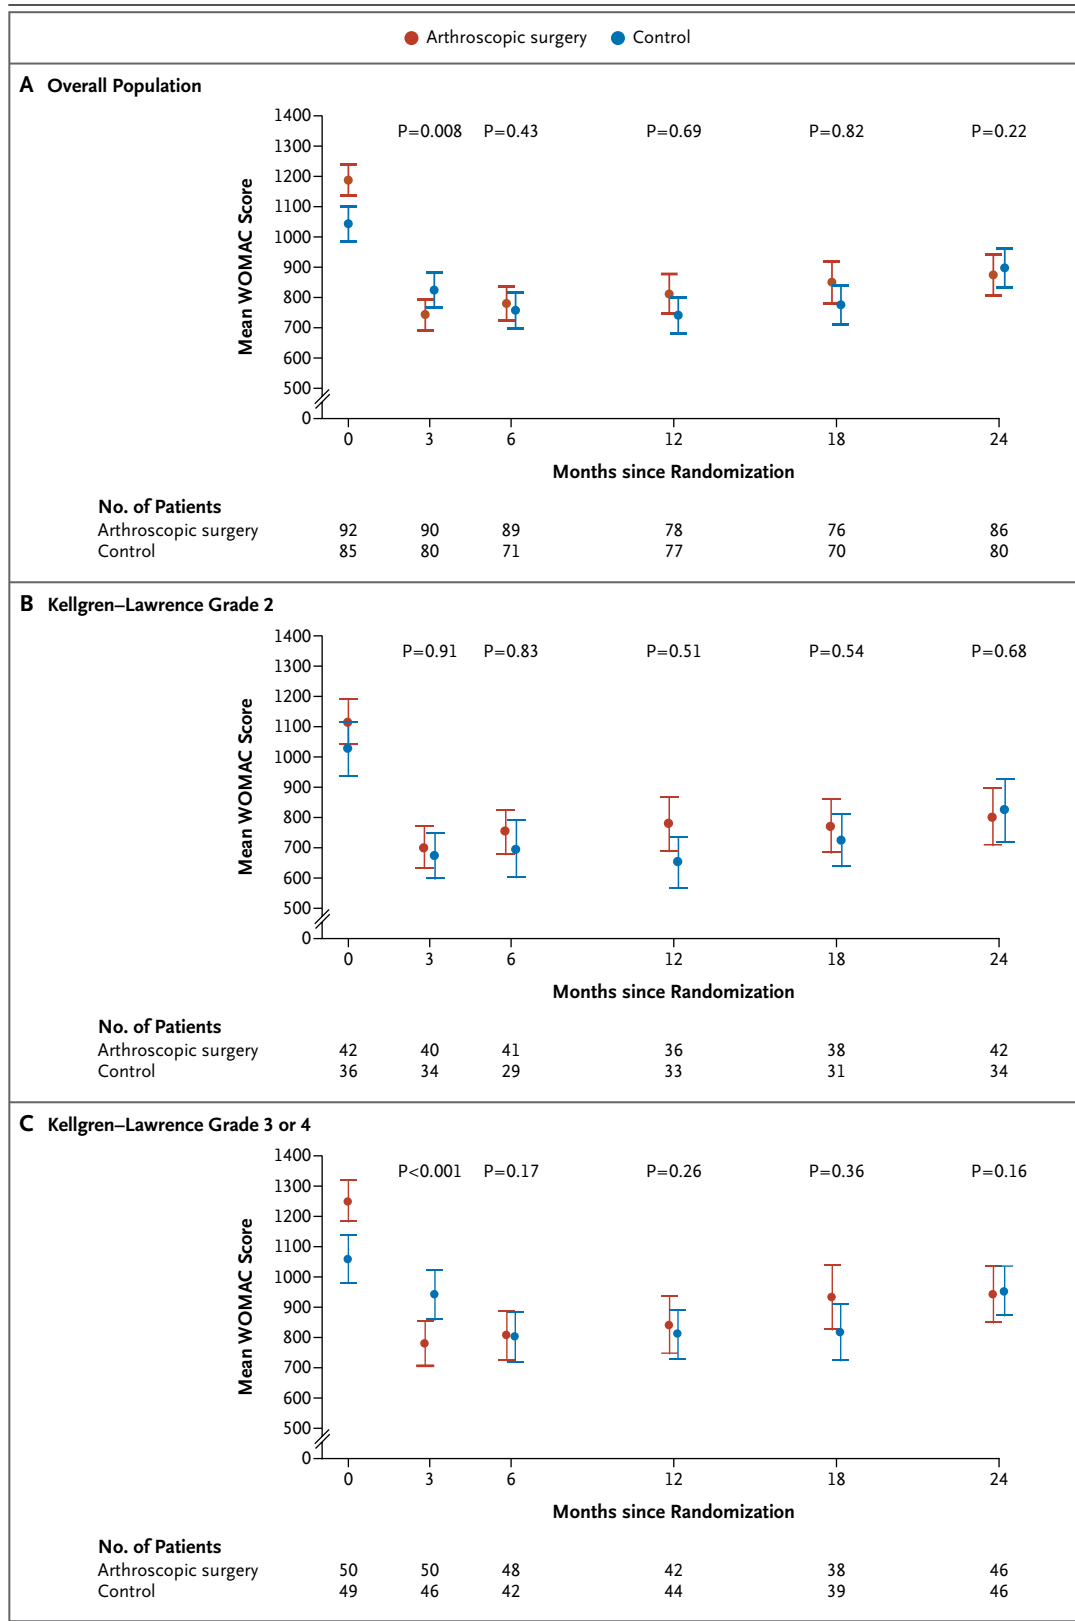 Arthroscopic surgery Control
A Overall Population
1400
1300
1200
1100
1000
900
800
700
600
500
0
Mean WOMAC Score
P=0.008 P=0.43 P=0.69 P=0.82 P=0.22
0 3 6 12 18 24
Months since Randomization
No. of Patients
Arthroscopic surgery 92 90 89 78 76 86
Control 85 80 71 77 70 80
B Kellgren–Lawrence Grade 2
1400
1300
1200
1100
1000
900
800
700
600
500
0
Mean WOMAC Score
P=0.91 P=0.83 P=0.51 P=0.54 P=0.68
0 3 6 12 18 24
Months since Randomization
No. of Patients
Arthroscopic surgery 42 40 41 36 38 42
Control 36 34 29 33 31 34
C Kellgren–Lawrence Grade 3 or 4
1400
1300
1200
1100
1000
900
800
700
600
500
0
Mean WOMAC Score
P<0.001 P=0.17 P=0.26 P=0.36 P=0.16
0 3 6 12 18 24
Months since Randomization
No. of Patients
Arthroscopic surgery 50 50 48 42 38 46
Control 49 46 42 44 39 46